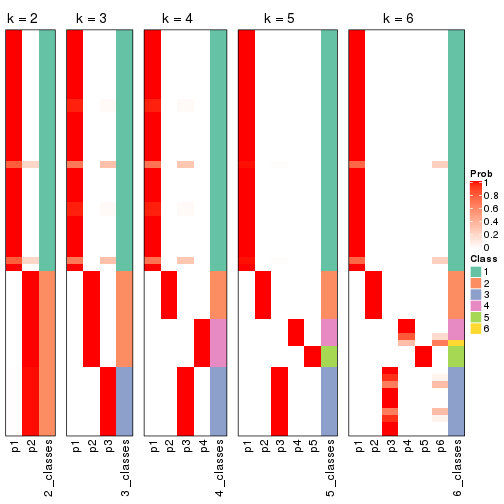 k = 2
k = 3
k = 4
k = 5
k = 6
Prob
1
0.8
0.6
0.4
0.2
0
Class
1
2
3
4
5
6
p1
p2
2_classes
p1
p2
p3
3_classes
p1
p2
p3
p4
4_classes
p1
p2
p3
p4
p5
5_classes
p1
p2
p3
p4
p5
p6
6_classes